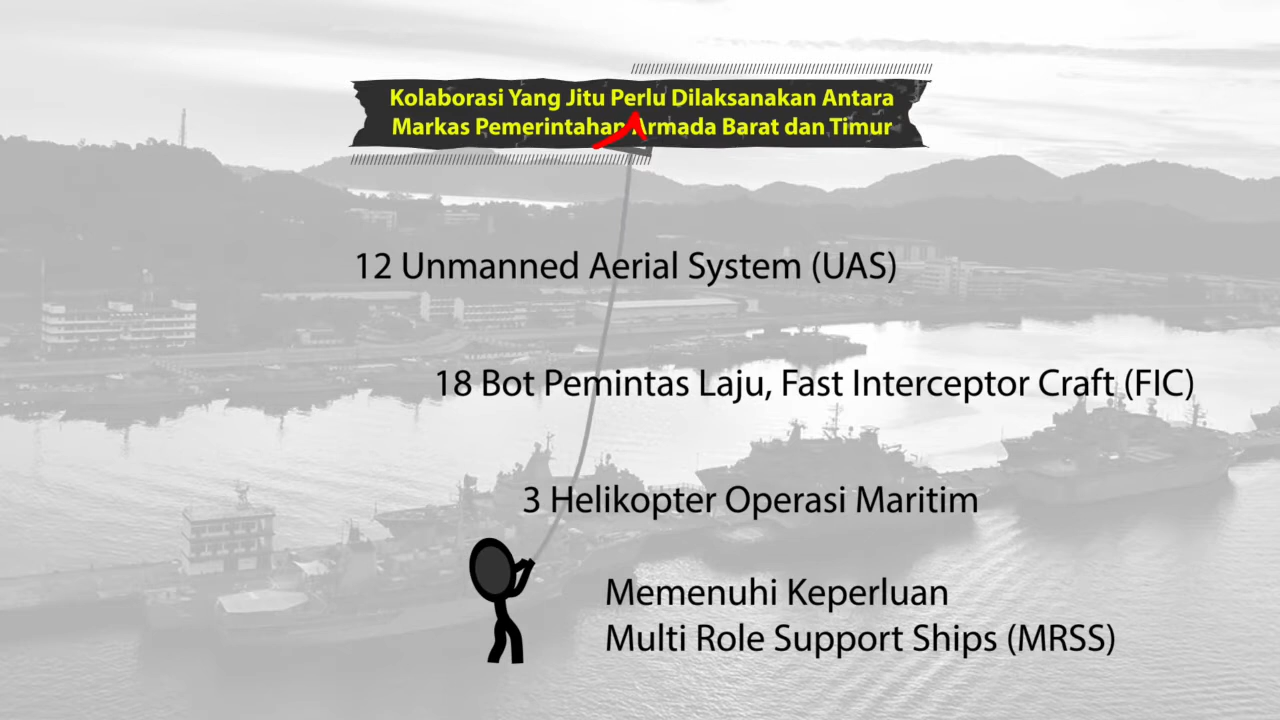 Kolaborasi Yang Jitu Perlu Dilaksanakan Antara
Markas Pemerintahan Armada Barat dan Timur
12 Unmanned Aerial System (UAS)
18 Bot Pemintas Laju, Fast Interceptor Craft (FIC)
3 Helikopter Operasi Maritim
Memenuhi Keperluan
Multi Role Support Ships (MRSS)